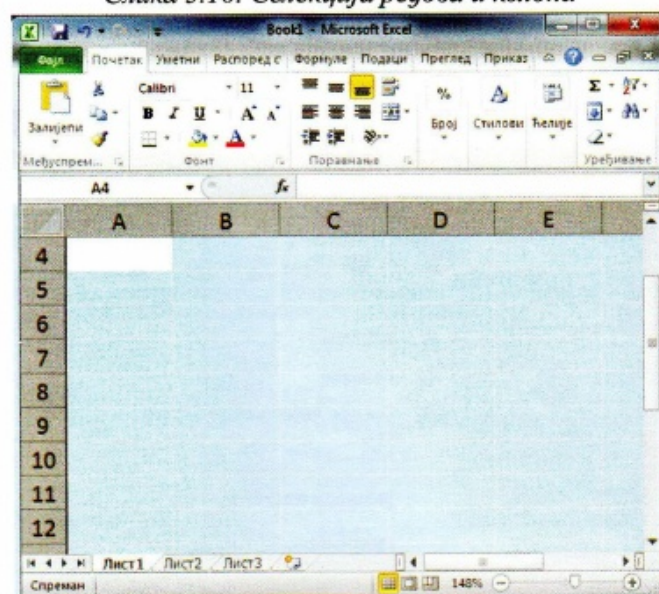 Слика 3.10. Селекција редова и колона
Book1 - Microsoft Excel
Фајл Почетак Уметни Распоред с Формуле Подаци Преглед Приказ
Залијепи
Calibri 11
B I U A A A
% Број Стилови Ћелије
Међуспрем... Фонт Поравнање Уређивање
A4 fx
A B C D E
4
5
6
7
8
9
10
11
12
Лист1 Лист2 Лист3
Спреман 148%